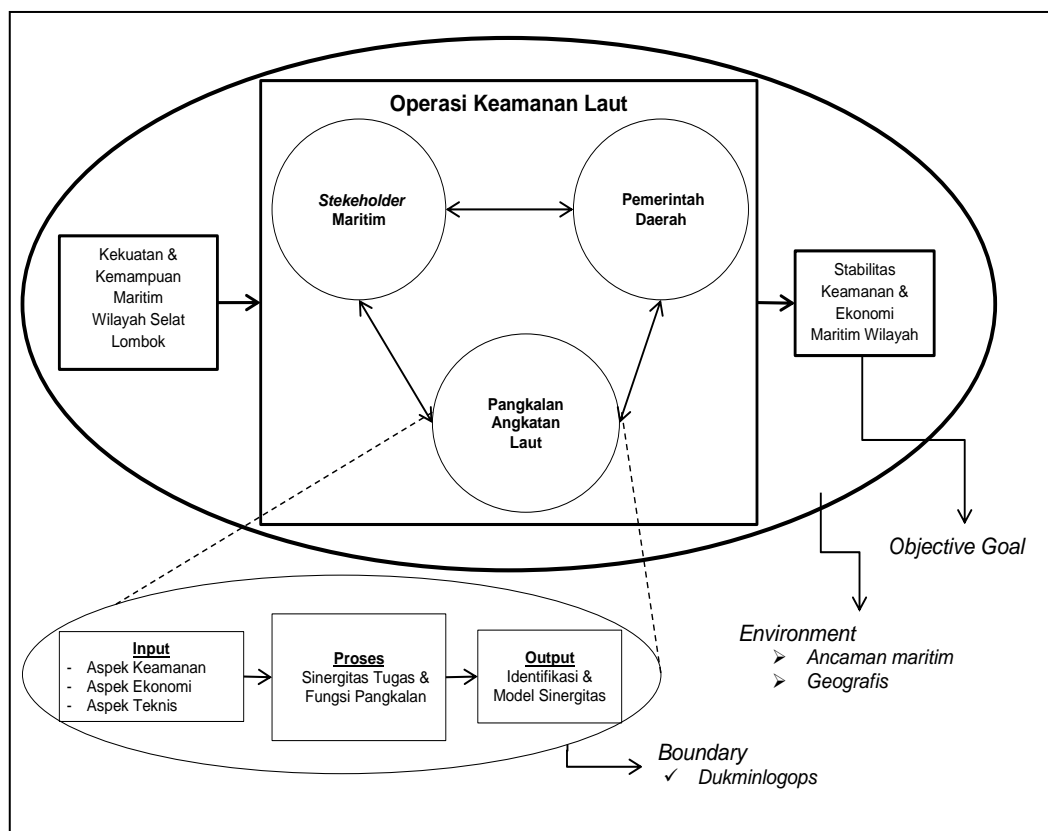 Operasi Keamanan Laut
Stekeholder
Maritim
Pemerintah
Daerah
Kekuatan &
Kemampuan
Maritim
Wilayah Selat
Lombok
Stabilitas
Keamanan &
Ekonomi
Maritim Wilayah
Pangkalan
Angkatan
Laut
Objective Goal
Environment
➢ Ancaman maritim
➢ Geografis
Input
- Aspek Keamanan
- Aspek Ekonomi
- Aspek Teknis
Proses
Sinergitas Tugas &
Fungsi Pangkalan
Output
Identifikasi &
Model Sinergitas
Boundary
✓ Dukminlogops